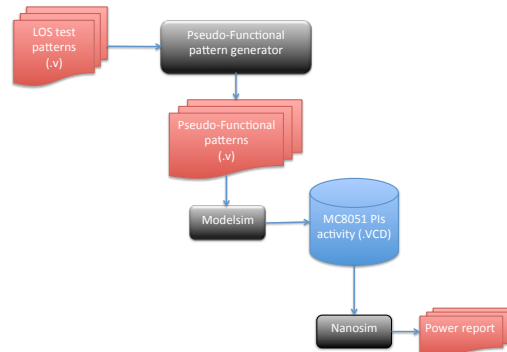 LOS test
patterns
(.v)
Pseudo-Functional
pattern generator
Pseudo-Functional
patterns
(.v)
Modelsim
MC8051 PIs
activity (.VCD)
Nanosim
Power report